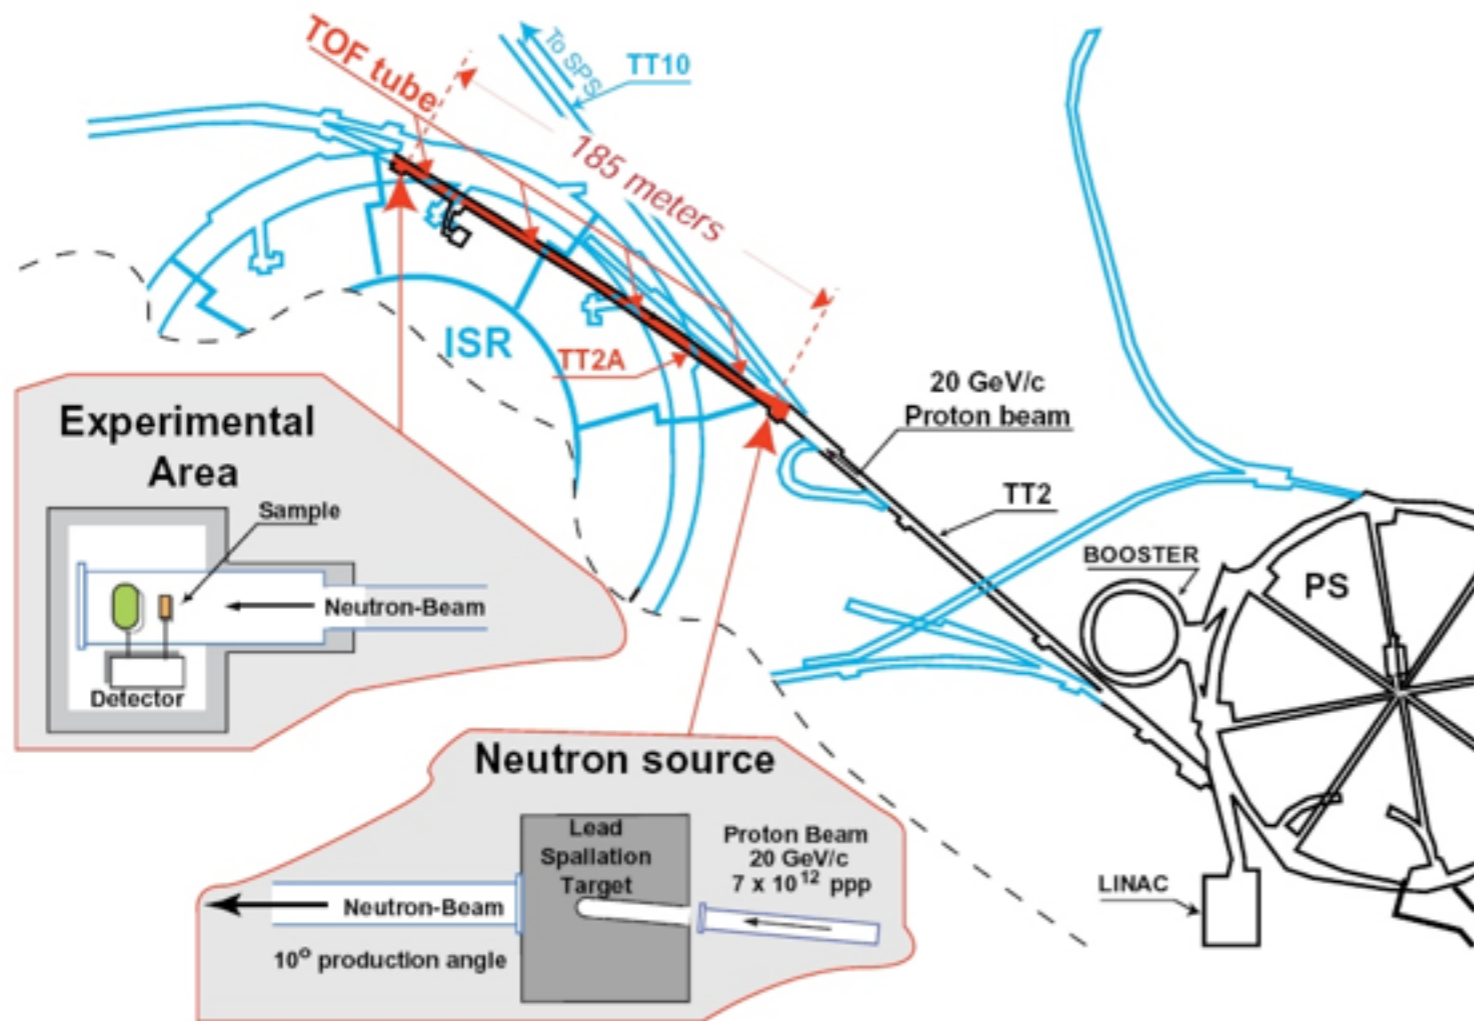 TOF tube
To SPS
TT10
185 meters
ISR
TT2A
20 GeV/c
Proton beam
TT2
BOOSTER
PS
LINAC
Experimental
Area
Sample
Neutron-Beam
Detector
Neutron source
Lead
Spallation
Target
Proton Beam
20 GeV/c
7 x 10¹² ppp
Neutron-Beam
10° production angle